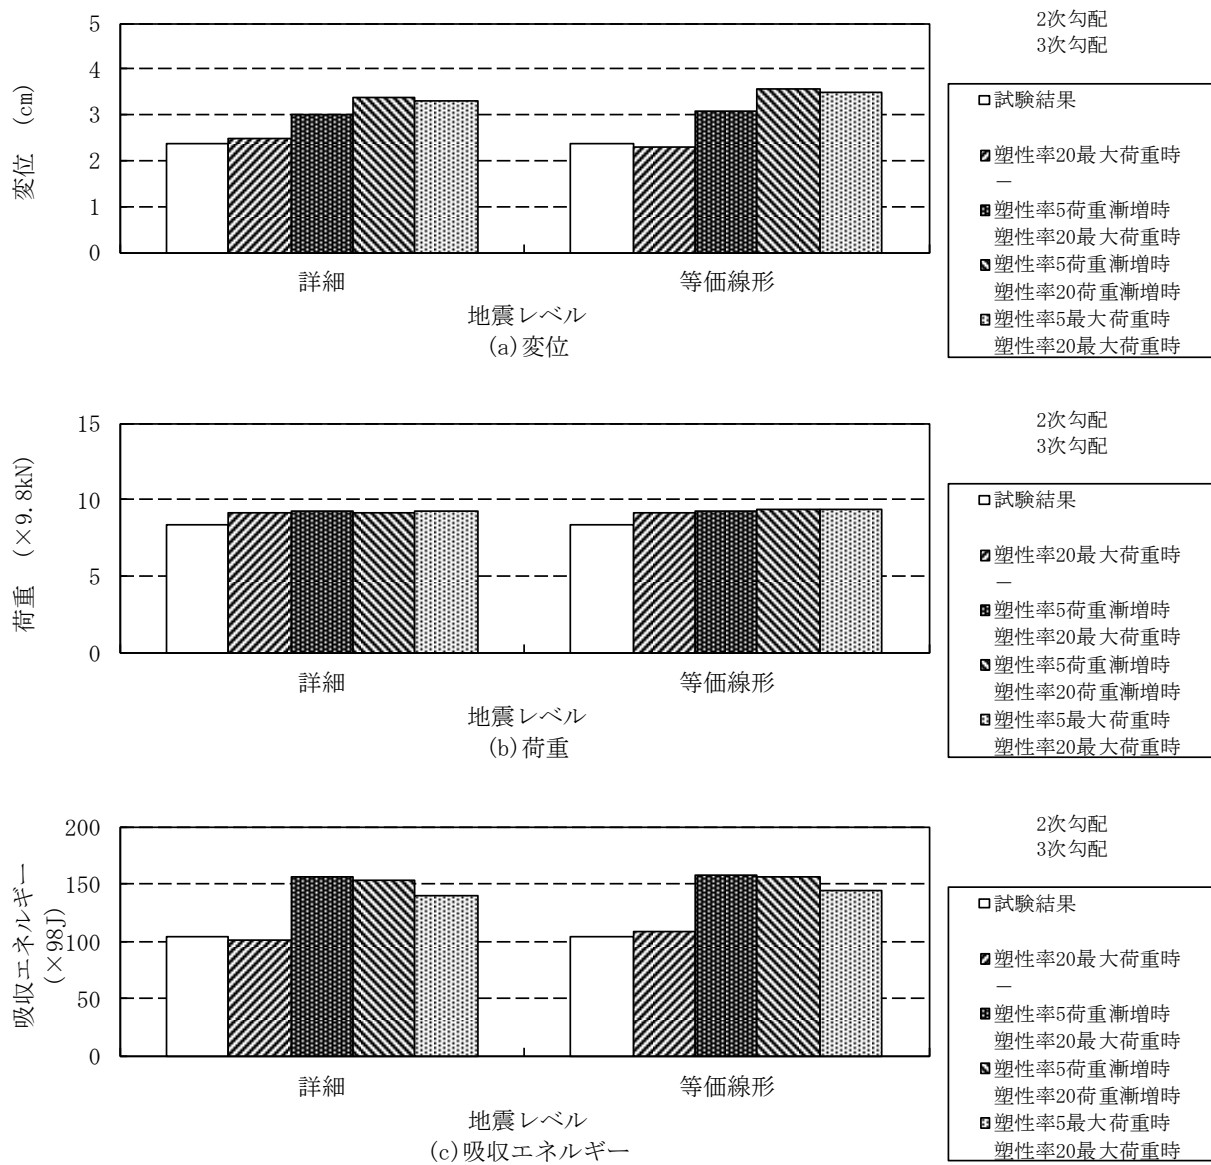 5
4
3
2
1
0
変位 (cm)
詳細
等価線形
地震レベル
(a)変位
2次勾配
3次勾配
試験結果
塑性率20最大荷重時
－
塑性率5荷重漸増時
塑性率20最大荷重時
塑性率5荷重漸増時
塑性率20荷重漸増時
塑性率5最大荷重時
塑性率20最大荷重時
15
10
5
0
荷重 (×9.8kN)
詳細
等価線形
地震レベル
(b)荷重
2次勾配
3次勾配
試験結果
塑性率20最大荷重時
－
塑性率5荷重漸増時
塑性率20最大荷重時
塑性率5荷重漸増時
塑性率20荷重漸増時
塑性率5最大荷重時
塑性率20最大荷重時
200
150
100
50
0
吸収エネルギー
(×98J)
詳細
等価線形
地震レベル
(c)吸収エネルギー
2次勾配
3次勾配
試験結果
塑性率20最大荷重時
－
塑性率5荷重漸増時
塑性率20最大荷重時
塑性率5荷重漸増時
塑性率20荷重漸増時
塑性率5最大荷重時
塑性率20最大荷重時